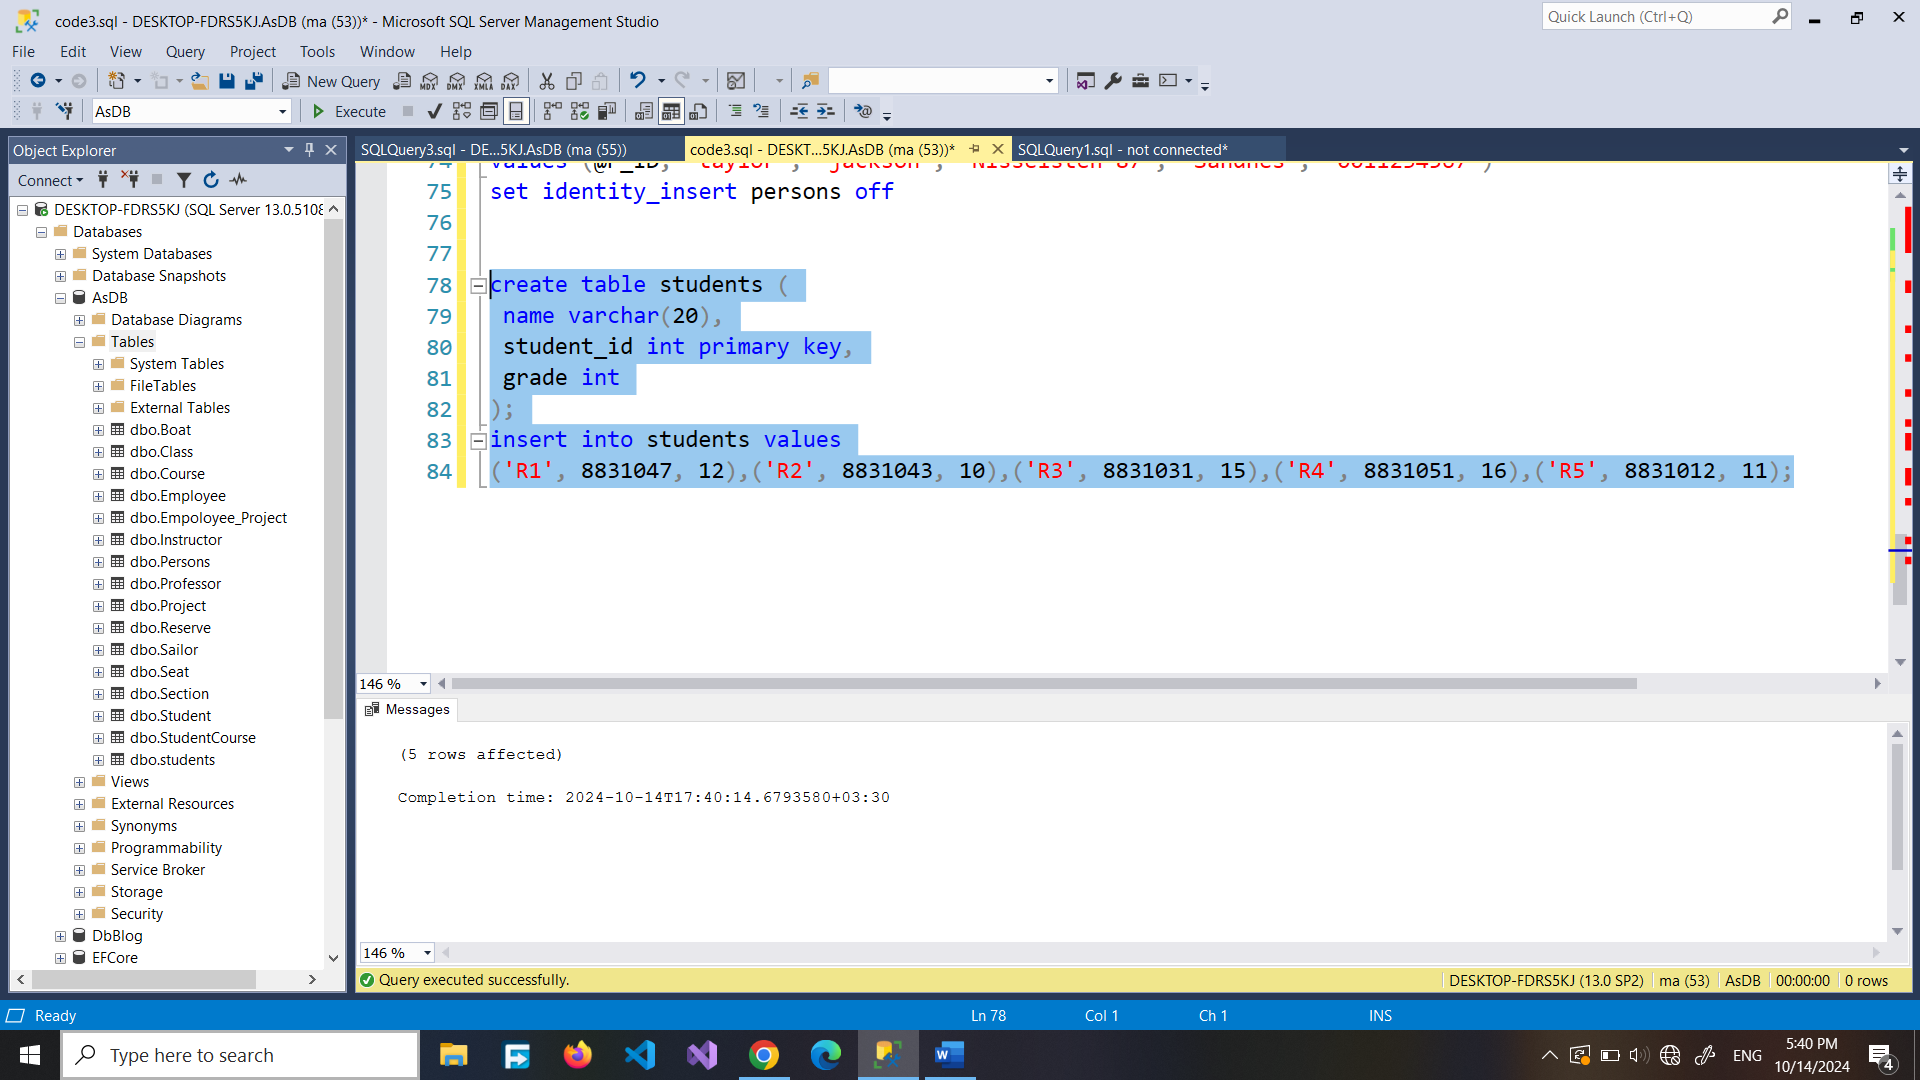 code3.sql - DESKTOP-FDRS5KJ.AsDB (ma (53))* - Microsoft SQL Server Management Studio
Quick Launch (Ctrl+Q)
File Edit View Query Project Tools Window Help
New Query
MDX DMX XMLA DAX
AsDB
Execute
Object Explorer
SQLQuery3.sql - DE...5KJ.AsDB (ma (55))
code3.sql - DESKT...5KJ.AsDB (ma (53))*
SQLQuery1.sql - not connected*
Connect
DESKTOP-FDRS5KJ (SQL Server 13.0.5108
Databases
System Databases
Database Snapshots
AsDB
Database Diagrams
Tables
System Tables
FileTables
External Tables
dbo.Boat
dbo.Class
dbo.Course
dbo.Employee
dbo.Empoloyee_Project
dbo.Instructor
dbo.Persons
dbo.Professor
dbo.Project
dbo.Reserve
dbo.Sailor
dbo.Seat
dbo.Section
dbo.Student
dbo.StudentCourse
dbo.students
Views
External Resources
Synonyms
Programmability
Service Broker
Storage
Security
DbBlog
EFCore
75 set identity_insert persons off
76
77
78 create table students (
79 name varchar(20),
80 student_id int primary key,
81 grade int
82 );
83 insert into students values
84 ('R1', 8831047, 12),('R2', 8831043, 10),('R3', 8831031, 15),('R4', 8831051, 16),('R5', 8831012, 11);
146 %
Messages
(5 rows affected)
Completion time: 2024-10-14T17:40:14.6793580+03:30
146 %
Query executed successfully.
DESKTOP-FDRS5KJ (13.0 SP2) ma (53) AsDB 00:00:00 0 rows
Ready
Ln 78 Col 1 Ch 1 INS
Type here to search
ENG
5:40 PM
10/14/2024
4